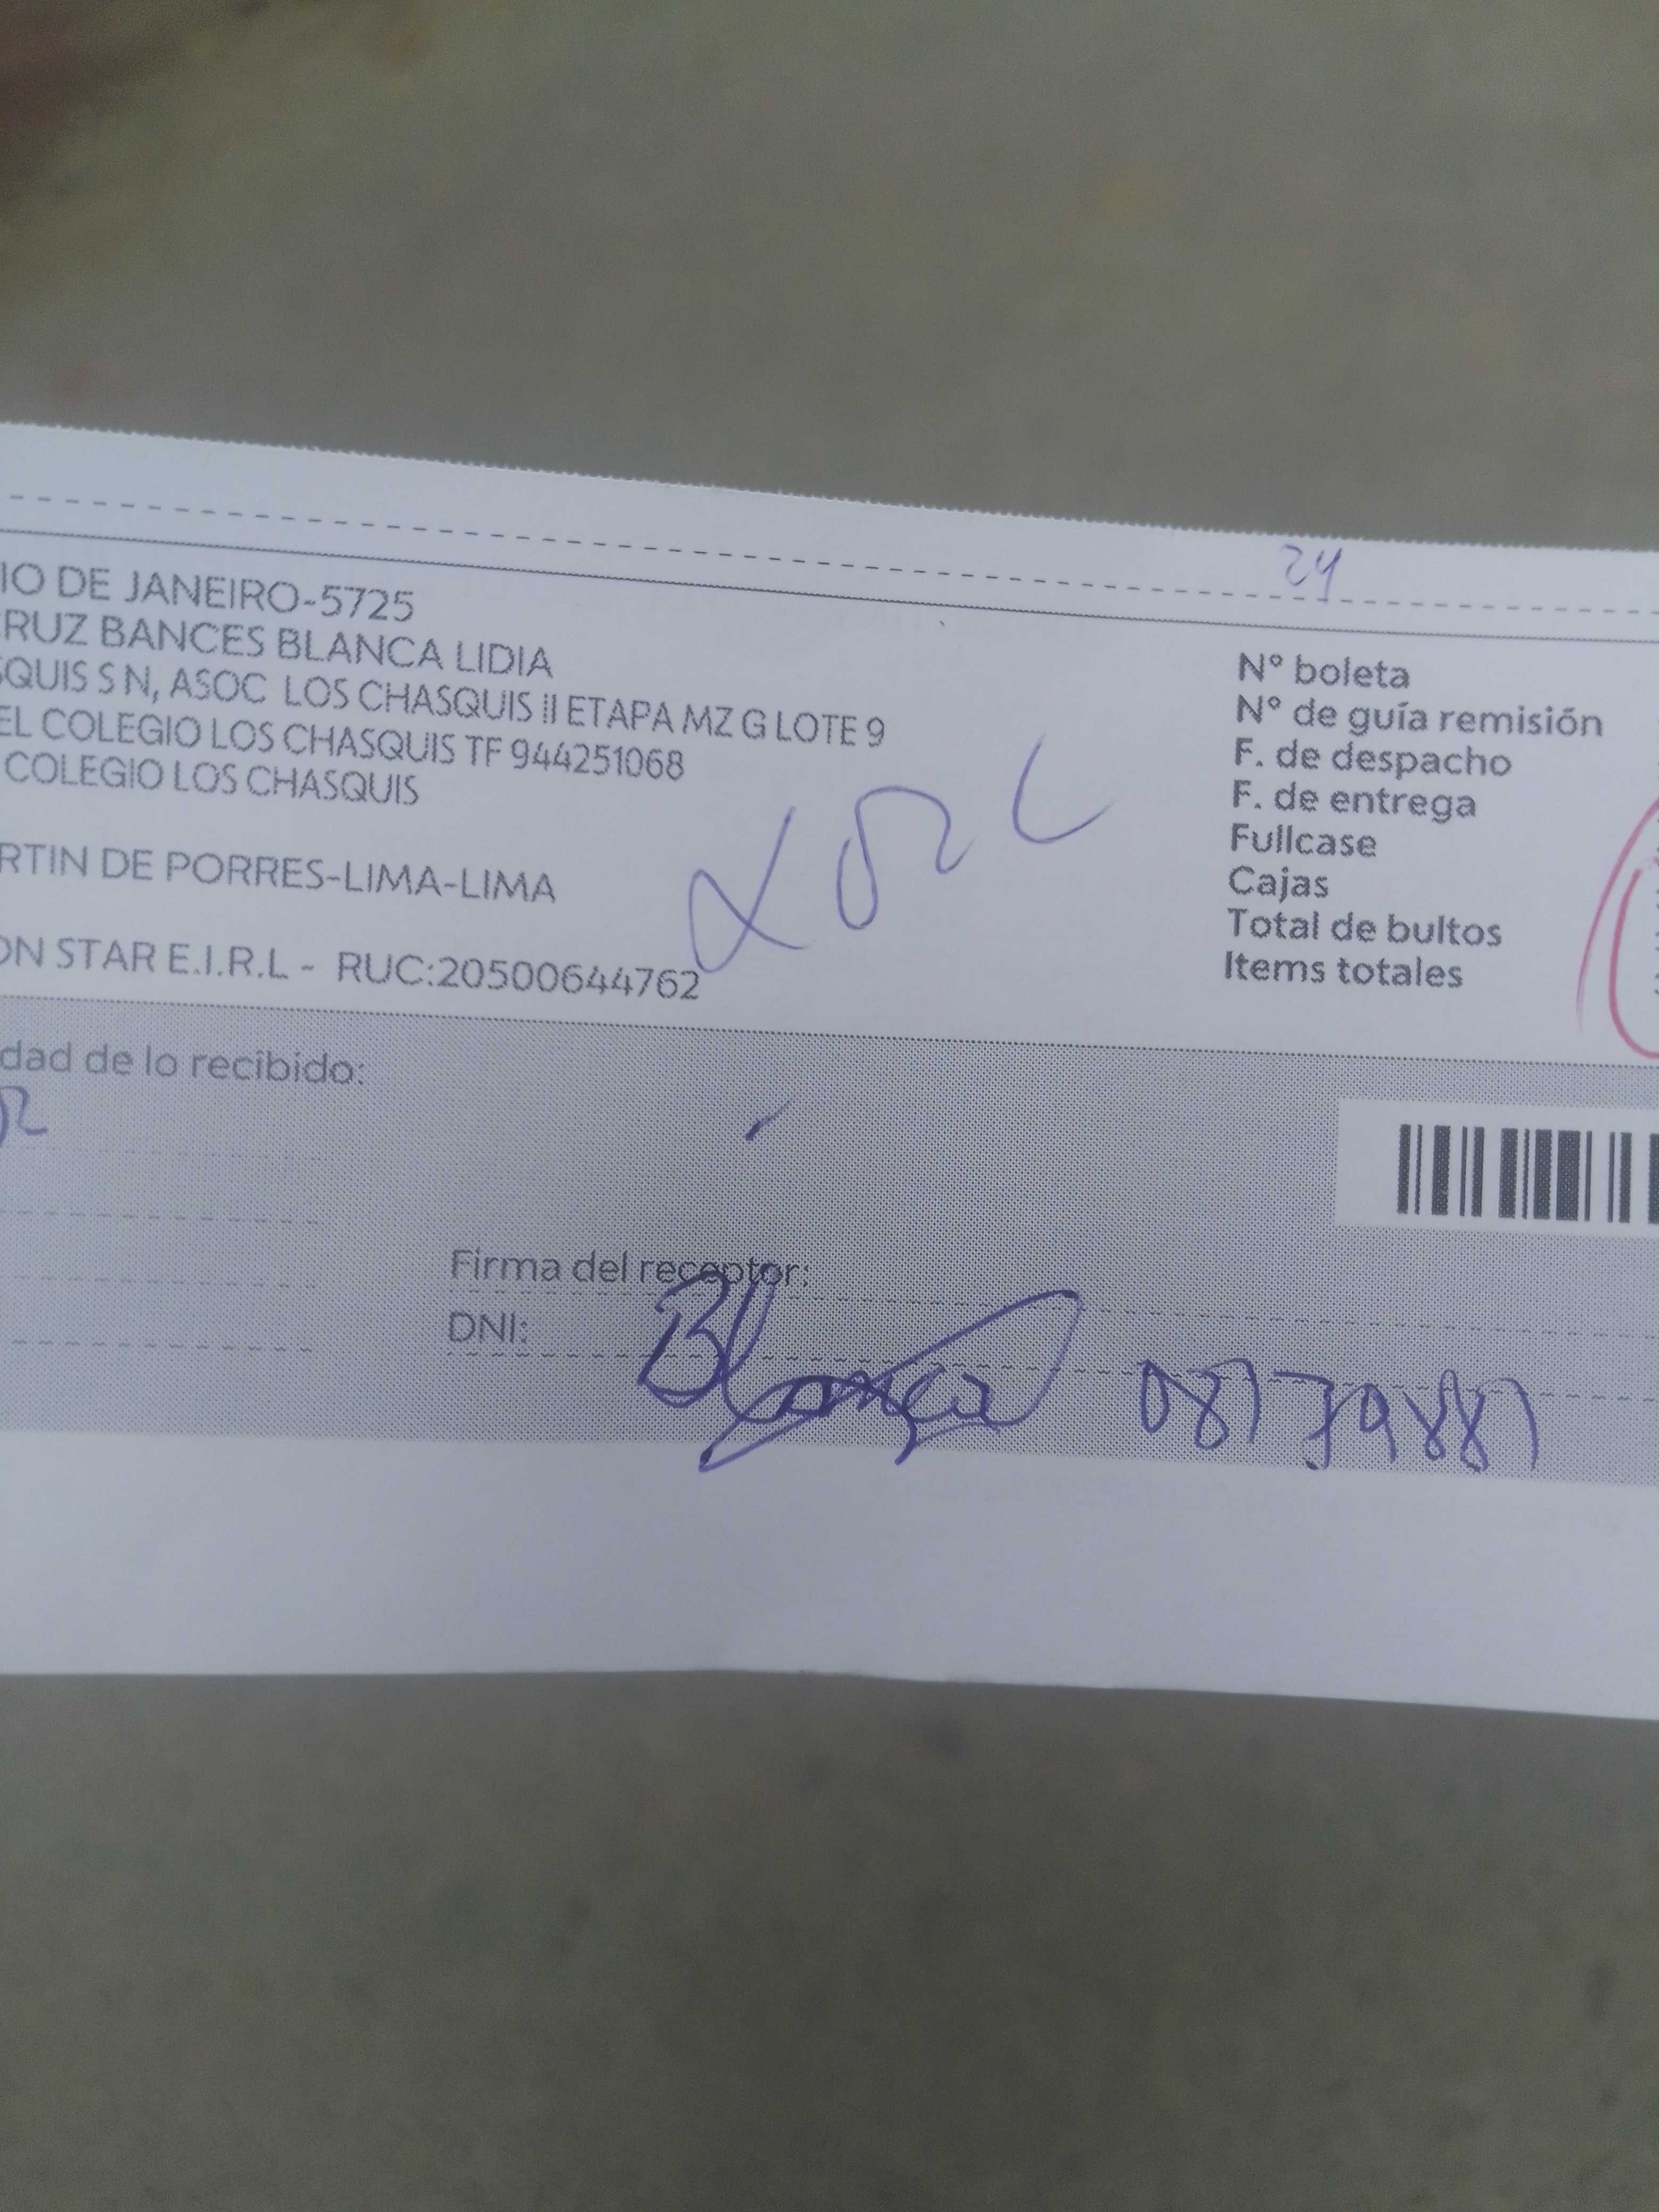 24
IO DE JANEIRO-5725
RUZ BANCES BLANCA LIDIA
SQUIS S N, ASOC LOS CHASQUIS II ETAPA MZ G LOTE 9
EL COLEGIO LOS CHASQUIS TF 944251068
COLEGIO LOS CHASQUIS
RTIN DE PORRES-LIMA-LIMA
ON STAR E.I.R.L - RUC:20500644762
N° boleta
N° de guía remisión
F. de despacho
F. de entrega
Fullcase
Cajas
Total de bultos
Items totales
dad de lo recibido:
Firma del receptor:
DNI:
Blanca 08179887